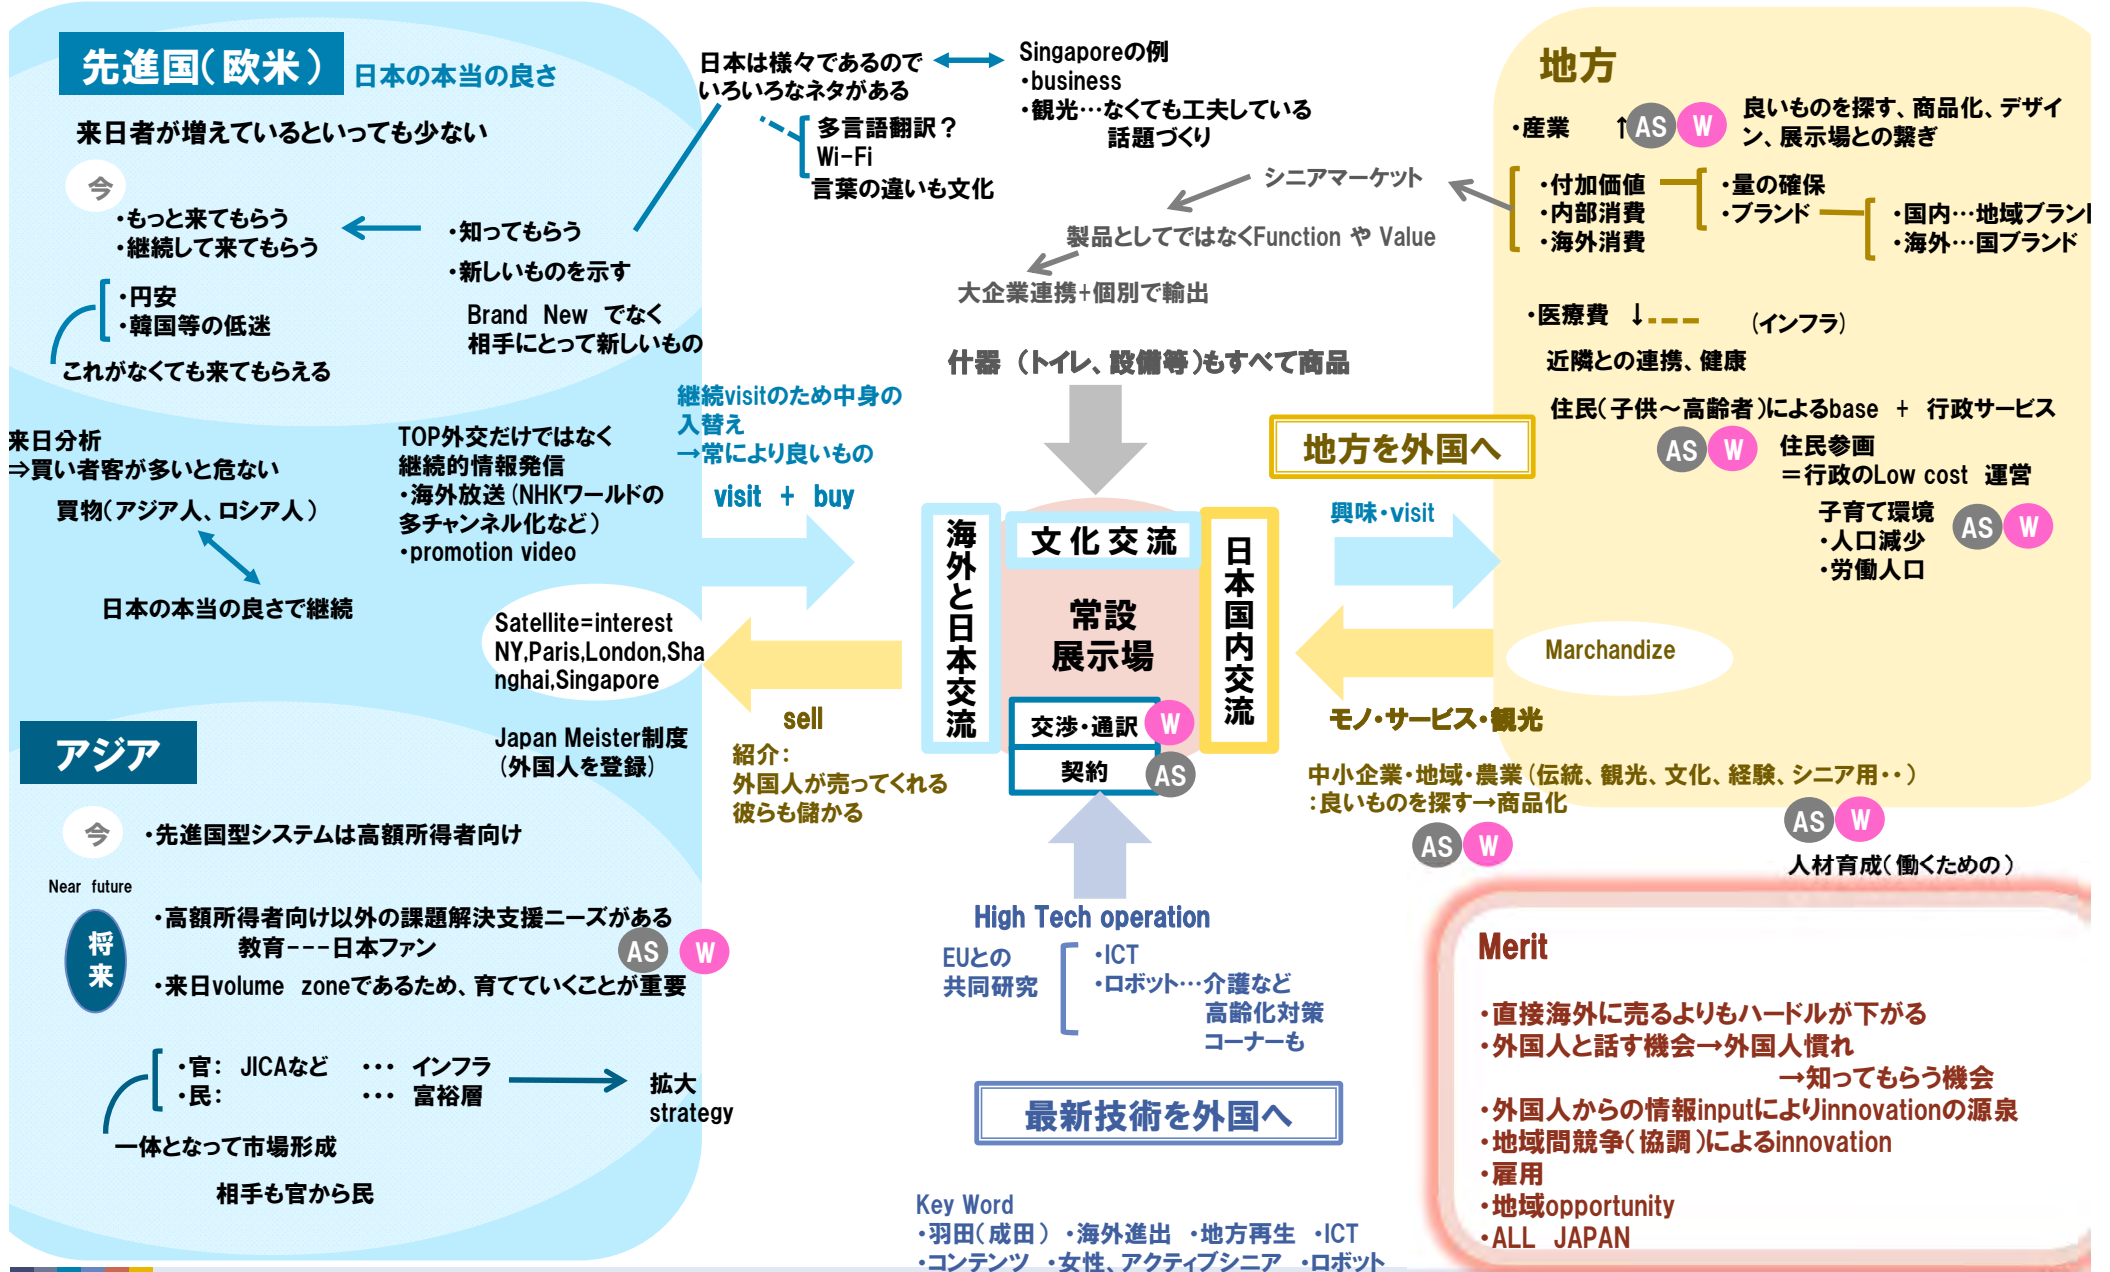 先進国(欧米)
日本の本当の良さ
来日者が増えているといっても少ない
今
・もっと来てもらう
・継続して来てもらう
・円安
・韓国等の低迷
これがなくても来てもらえる
・知ってもらう
・新しいものを示す
Brand New でなく
相手にとって新しいもの
日本は様々であるので
いろいろなネタがある
多言語翻訳?
Wi-Fi
言葉の違いも文化
Singaporeの例
・business
・観光…なくても工夫している
話題づくり
シニアマーケット
製品としてではなくFunction や Value
大企業連携+個別で輸出
什器 (トイレ、設備等)もすべて商品
地方
・産業 ↑
AS W
良いものを探す、商品化、デザイ
ン、展示場との繋ぎ
・付加価値
・内部消費
・海外消費
・量の確保
・ブランド
・国内…地域ブランド
・海外…国ブランド
・医療費 ↓
(インフラ)
近隣との連携、健康
住民(子供~高齢者)によるbase + 行政サービス
AS W
住民参画
=行政のLow cost 運営
子育て環境
・人口減少
・労働人口
AS W
来日分析
⇒買い者客が多いと危ない
買物(アジア人、ロシア人)
日本の本当の良さで継続
TOP外交だけではなく
継続的情報発信
・海外放送(NHKワールドの
多チャンネル化など)
・promotion video
継続visitのため中身の
入替え
→常により良いもの
visit + buy
地方を外国へ
興味・visit
海外と日本交流
文化交流
日本国内交流
常設
展示場
交渉・通訳 W
契約 AS
Satellite=interest
NY,Paris,London,Sha
nghai,Singapore
Japan Meister制度
(外国人を登録)
sell
紹介:
外国人が売ってくれる
彼らも儲かる
Marchandize
モノ・サービス・観光
中小企業・地域・農業(伝統、観光、文化、経験、シニア用・・)
:良いものを探す→商品化
AS W
AS W
人材育成(働くための)
アジア
今
・先進国型システムは高額所得者向け
Near future
将来
・高額所得者向け以外の課題解決支援ニーズがある
教育---日本ファン
AS W
・来日volume zoneであるため、育てていくことが重要
・官: JICAなど … インフラ
・民: … 富裕層
拡大
strategy
一体となって市場形成
相手も官から民
High Tech operation
EUとの
共同研究
・ICT
・ロボット…介護など
高齢化対策
コーナーも
最新技術を外国へ
Key Word
・羽田(成田) ・海外進出 ・地方再生 ・ICT
・コンテンツ ・女性、アクティブシニア ・ロボット
Merit
・直接海外に売るよりもハードルが下がる
・外国人と話す機会→外国人慣れ
→知ってもらう機会
・外国人からの情報inputによりinnovationの源泉
・地域間競争(協調)によるinnovation
・雇用
・地域opportunity
・ALL JAPAN